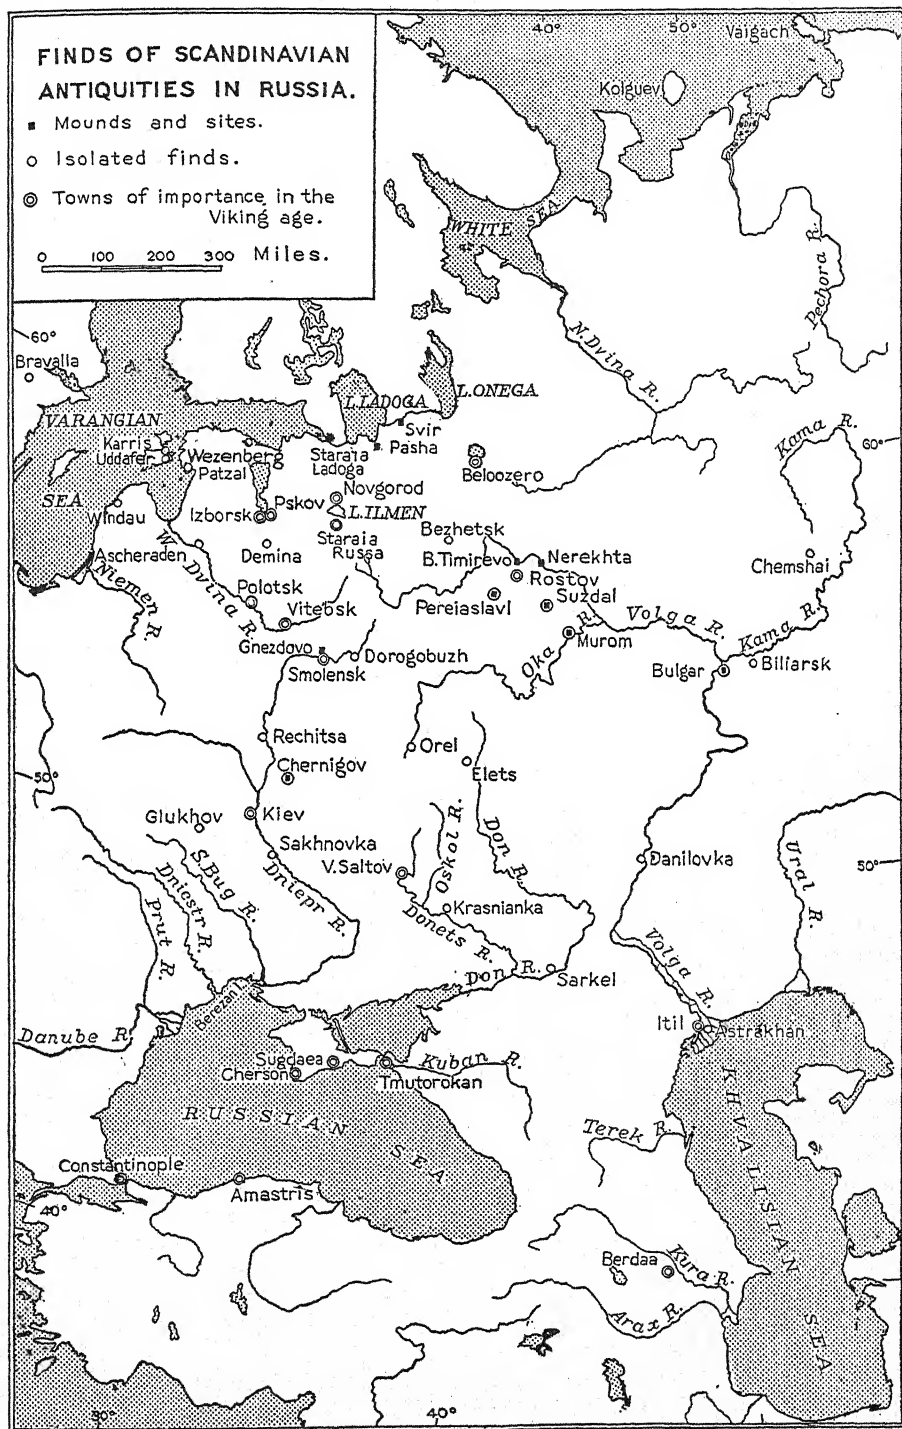 FINDS OF SCANDINAVIAN
ANTIQUITIES IN RUSSIA.
Mounds and sites.
Isolated finds.
Towns of importance in the
Viking age.
0 100 200 300 Miles.
40° 50° Vaigach
Kolguev
WHITE SEA
Pechora R.
N. Dvina R.
60°
Bravalla
L. LADOGA
L. ONEGA
VARANGIAN
SEA
Svir
Pasha
Karris
Uddafer
Wezenberg
Patzal
Staraia
Ladoga
Beloozero
Kama R.
60°
Novgorod
L. ILMEN
Windau
Izborsk
Pskov
Staraia
Russa
Bezhetsk
Ascheraden
Demina
B. Timirevo
Nerekhta
Chemshai
Niemen R.
W. Dvina R.
Rostov
Polotsk
Pereiaslavl
Suzdal
Vitebsk
Volga R.
Kama R.
Oka R.
Murom
Gnezdovo
Smolensk
Dorogobuzh
Bulgar
Biliarsk
Rechitsa
Orel
Elets
50°
Chernigov
Glukhov
Kiev
Oskol R.
Don R.
Ural R.
Sakhnovka
V. Saltov
Danilovka
50°
S. Bug R.
Dniestr R.
Prut R.
Dniepr R.
Krasnianka
Donets R.
Volga R.
Don R.
Sarkel
Berezan
Itil
Astrakhan
Danube R.
Sugdaea
Cherson
Kuban R.
Tmutorokan
RUSSIAN SEA
Terek R.
KHVALISIAN SEA
Constantinople
Amastris
40°
Berdaa
Kura R.
Arax R.
30° 40°